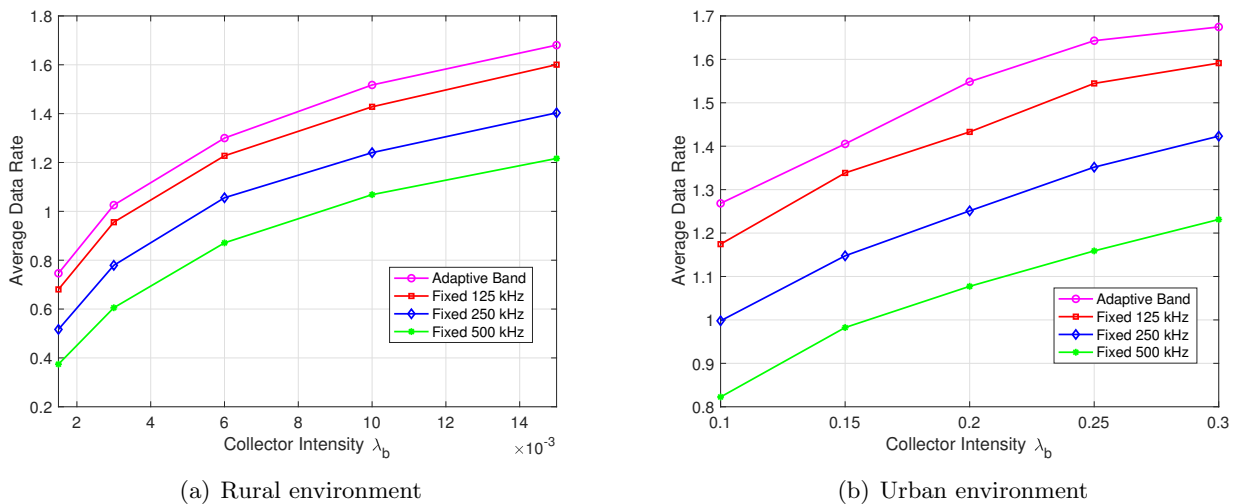 1.8
1.6
1.4
1.2
1
0.8
0.6
0.4
0.2
Average Data Rate
Adaptive Band
Fixed 125 kHz
Fixed 250 kHz
Fixed 500 kHz
2 4 6 8 10 12 14
Collector Intensity λb
×10-3
(a) Rural environment
1.7
1.6
1.5
1.4
1.3
1.2
1.1
1
0.9
0.8
Average Data Rate
Adaptive Band
Fixed 125 kHz
Fixed 250 kHz
Fixed 500 kHz
0.1 0.15 0.2 0.25 0.3
Collector Intensity λb
(b) Urban environment